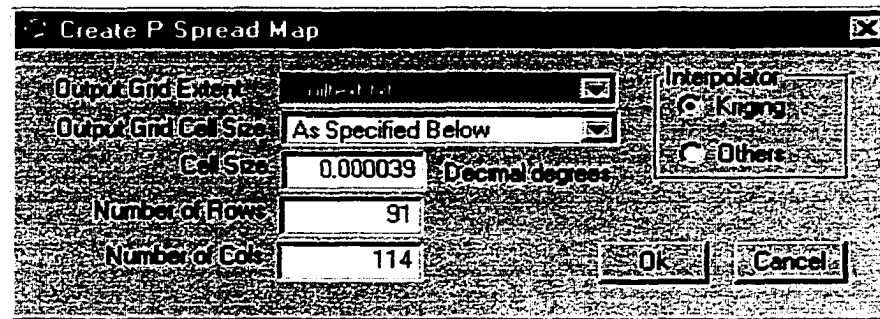 Create P Spread Map
Output Grid Extent
Interpolator
Kriging
Output Grid Cell Size As Specified Below
Others
Cell Size 0.000039 Decimal degrees
Number of Rows 91
Number of Cols 114
OK Cancel